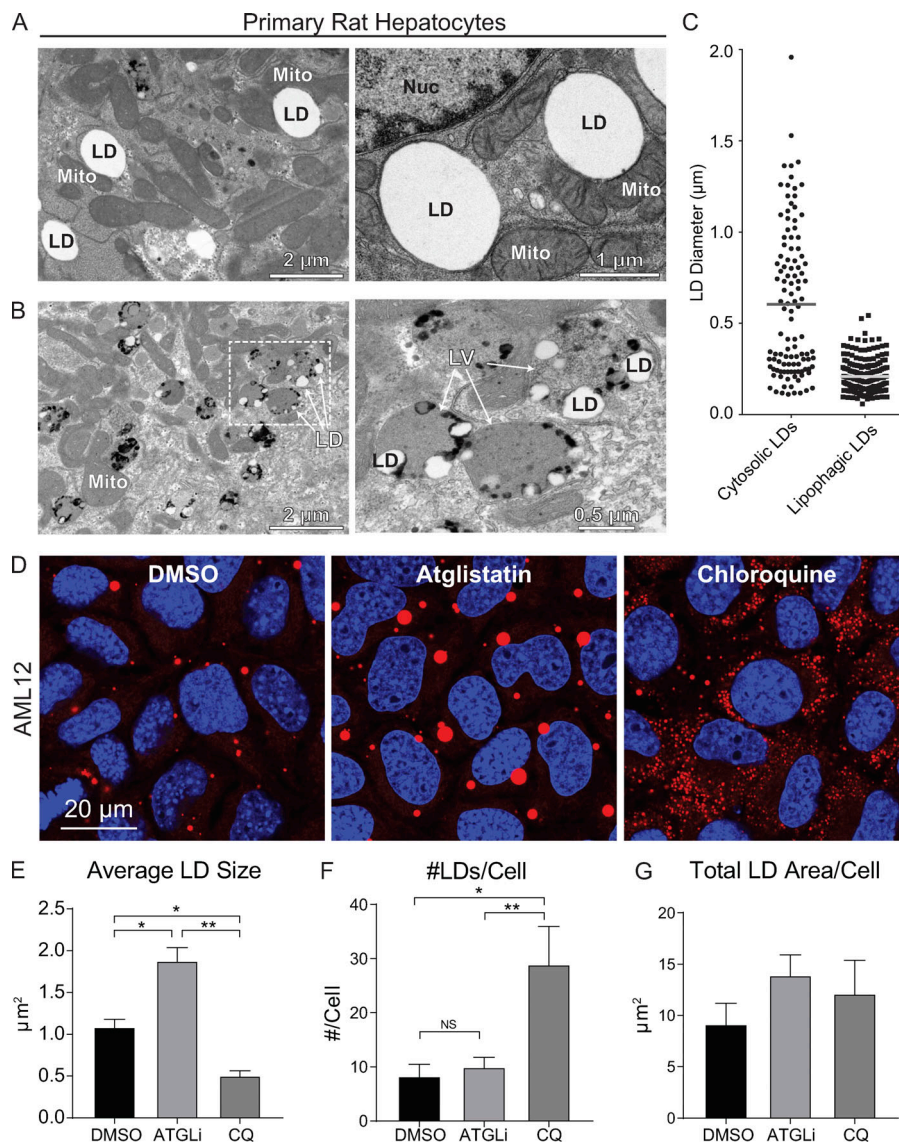 A
Primary Rat Hepatocytes
Mito
LD
LD
Mito
LD
2 µm
Nuc
LD
LD
Mito
Mito
1 µm
B
LD
Mito
2 µm
LV
LD
LD
LD
0.5 µm
C
2.0
1.5
1.0
0.5
0.0
LD Diameter (µm)
Cytosolic LDs
Lipophagic LDs
D
DMSO
Atglistatin
Chloroquine
AML12
20 µm
E
Average LD Size
2.5
2.0
1.5
1.0
0.5
0.0
µm²
*
*
**
DMSO
ATGLi
CQ
F
#LDs/Cell
40
30
20
10
0
#/Cell
*
**
NS
DMSO
ATGLi
CQ
G
Total LD Area/Cell
20
15
10
5
0
µm²
DMSO
ATGLi
CQ